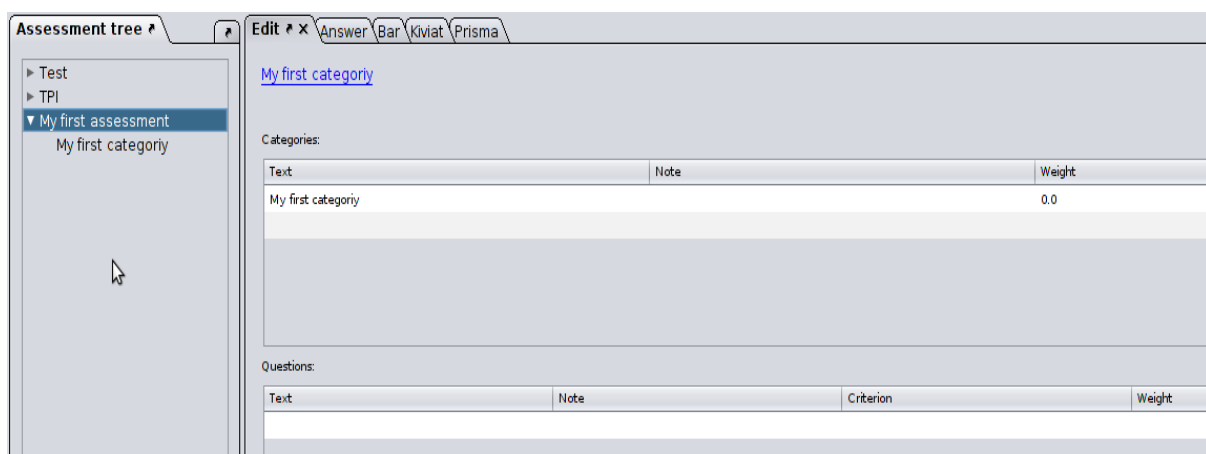 Assessment tree
Edit x Answer Bar Kiviat Prisma
Test
TPI
My first assessment
My first categoriy
My first categoriy
Categories:
Text Note Weight
My first categoriy 0.0
Questions:
Text Note Criterion Weight